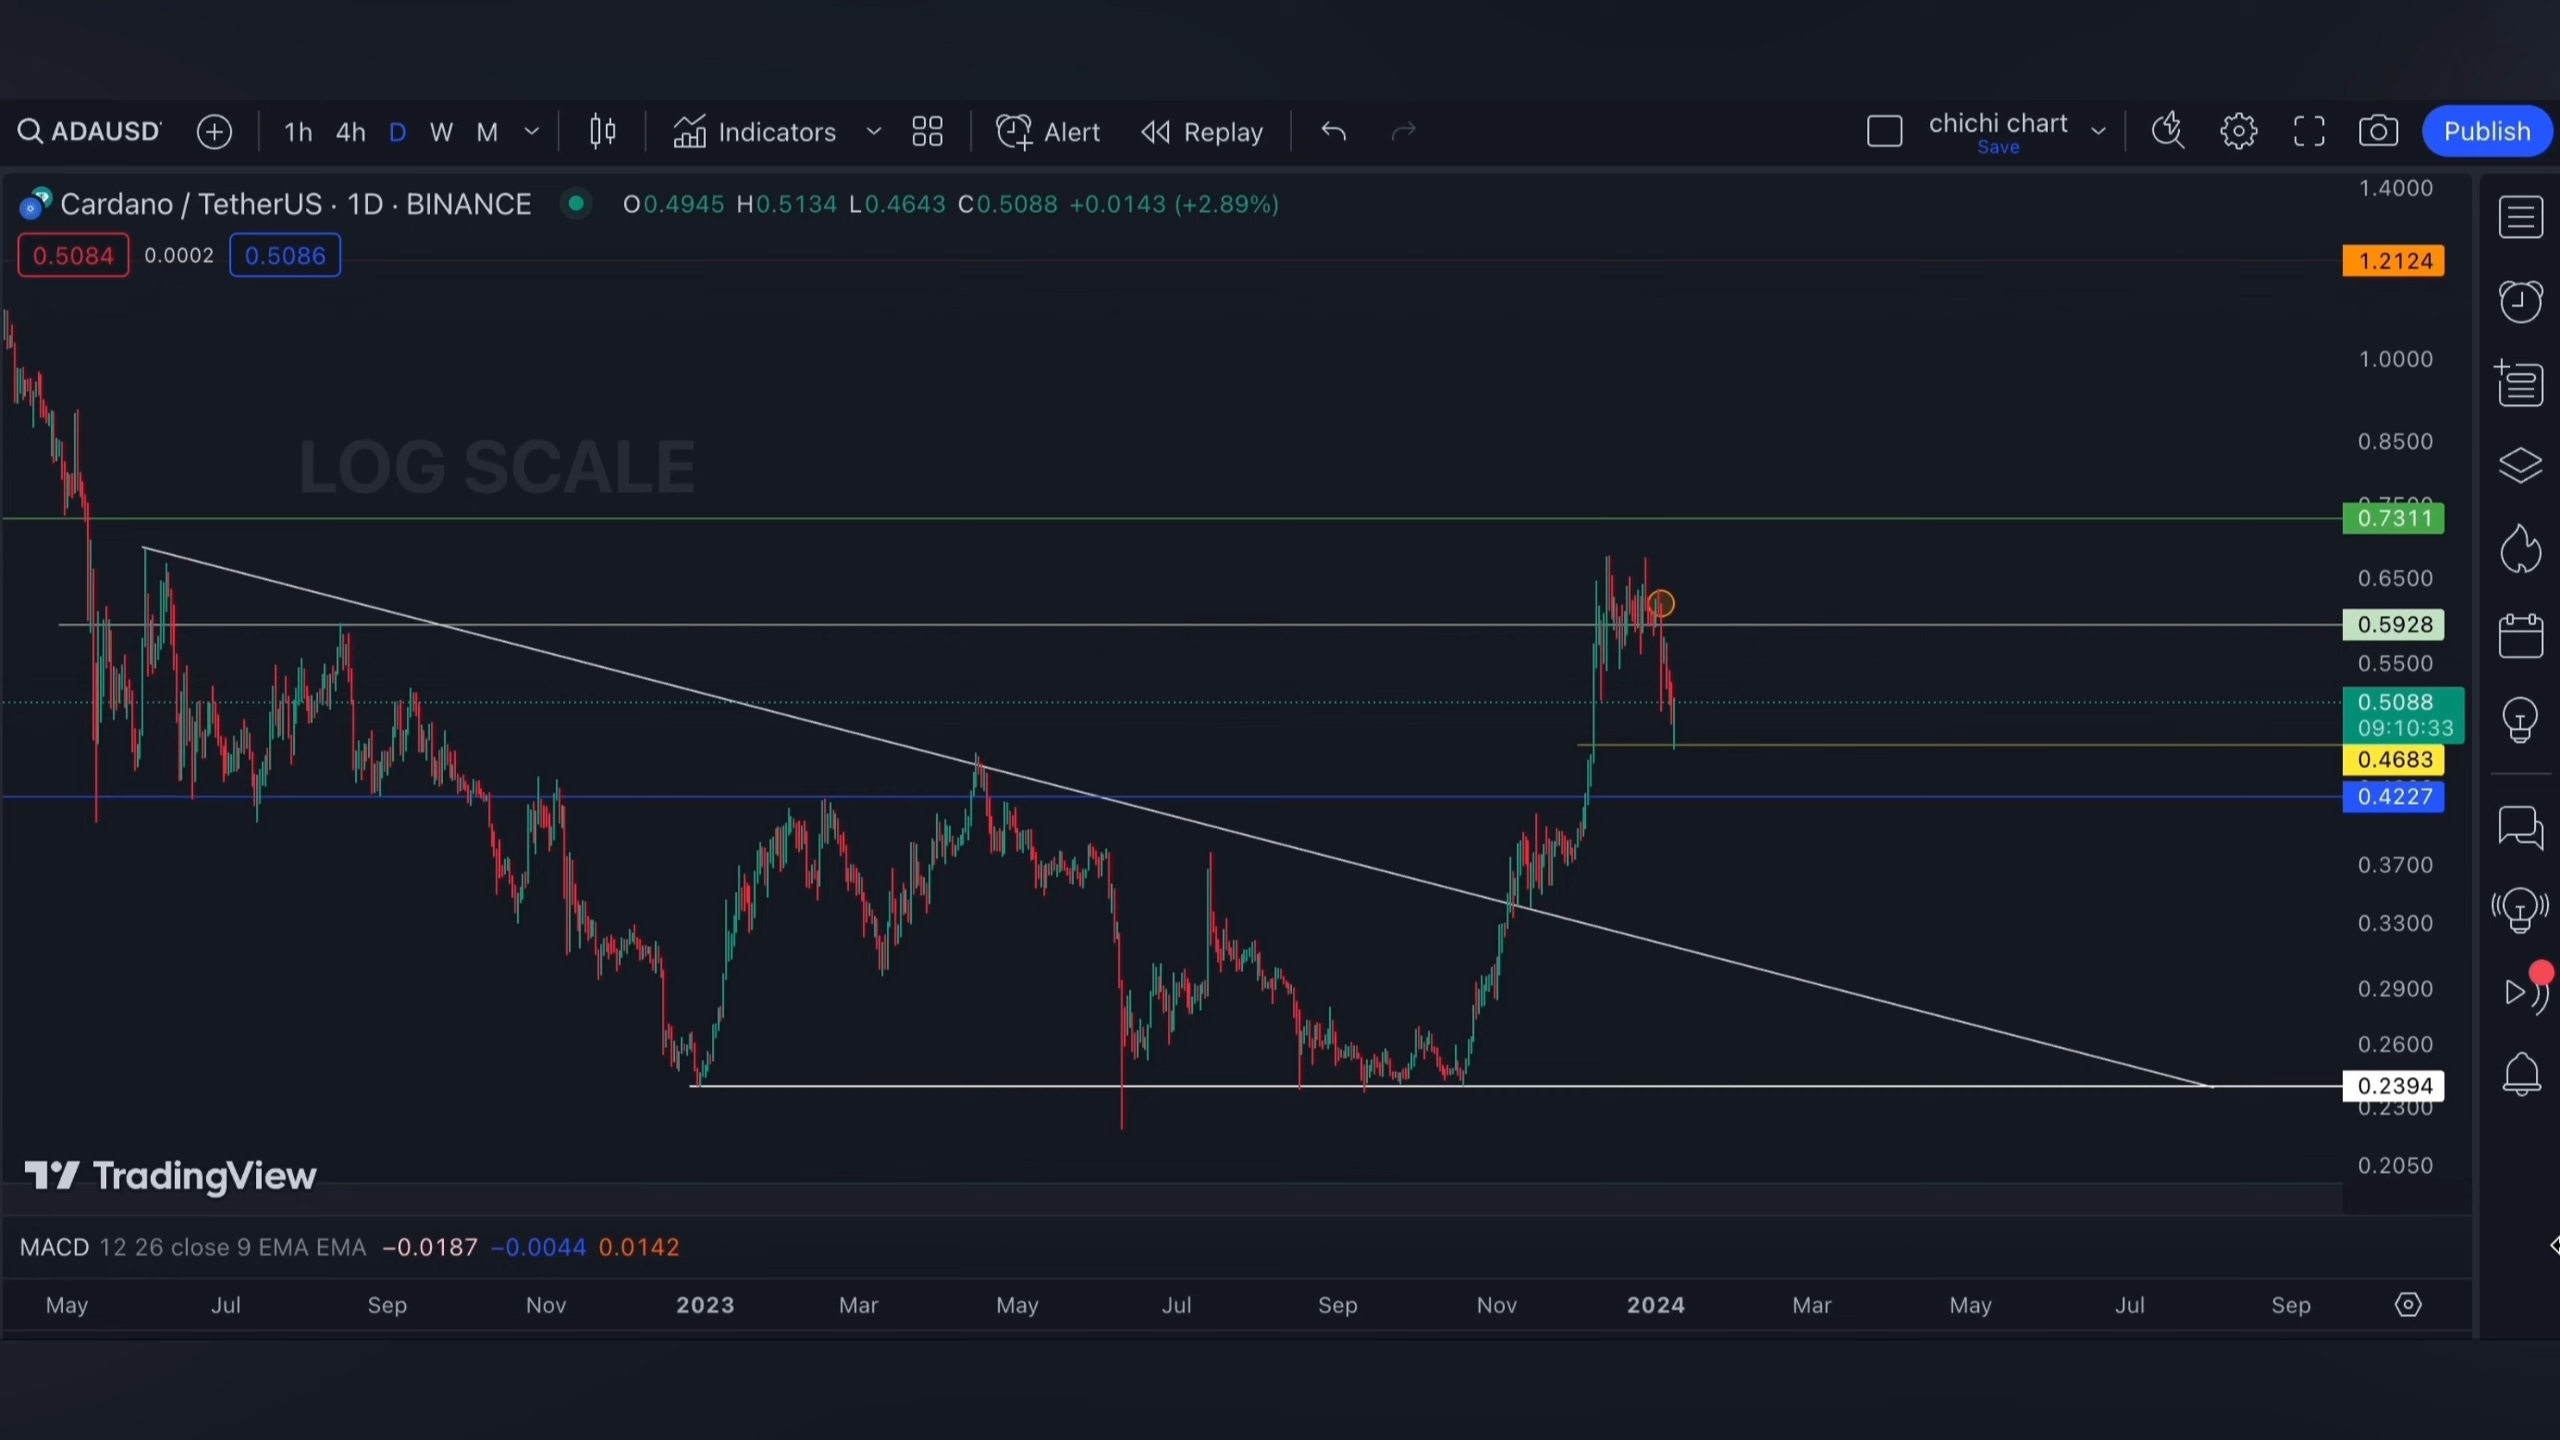 ADAUSD
1h 4h D W M Indicators Alert Replay
chichi chart
Save
Publish
Cardano / TetherUS · 1D · BINANCE O0.4945 H0.5134 L0.4643 C0.5088 +0.0143 (+2.89%)
0.5084 0.0002 0.5086
LOG SCALE
1.4000
1.2124
1.0000
0.8500
0.7500
0.7311
0.6500
0.5928
0.5500
0.5088
09:10:33
0.4683
0.4227
0.3700
0.3300
0.2900
0.2600
0.2394
0.2300
0.2050
TradingView
MACD 12 26 close 9 EMA EMA −0.0187 −0.0044 0.0142
May Jul Sep Nov 2023 Mar May Jul Sep Nov 2024 Mar May Jul Sep